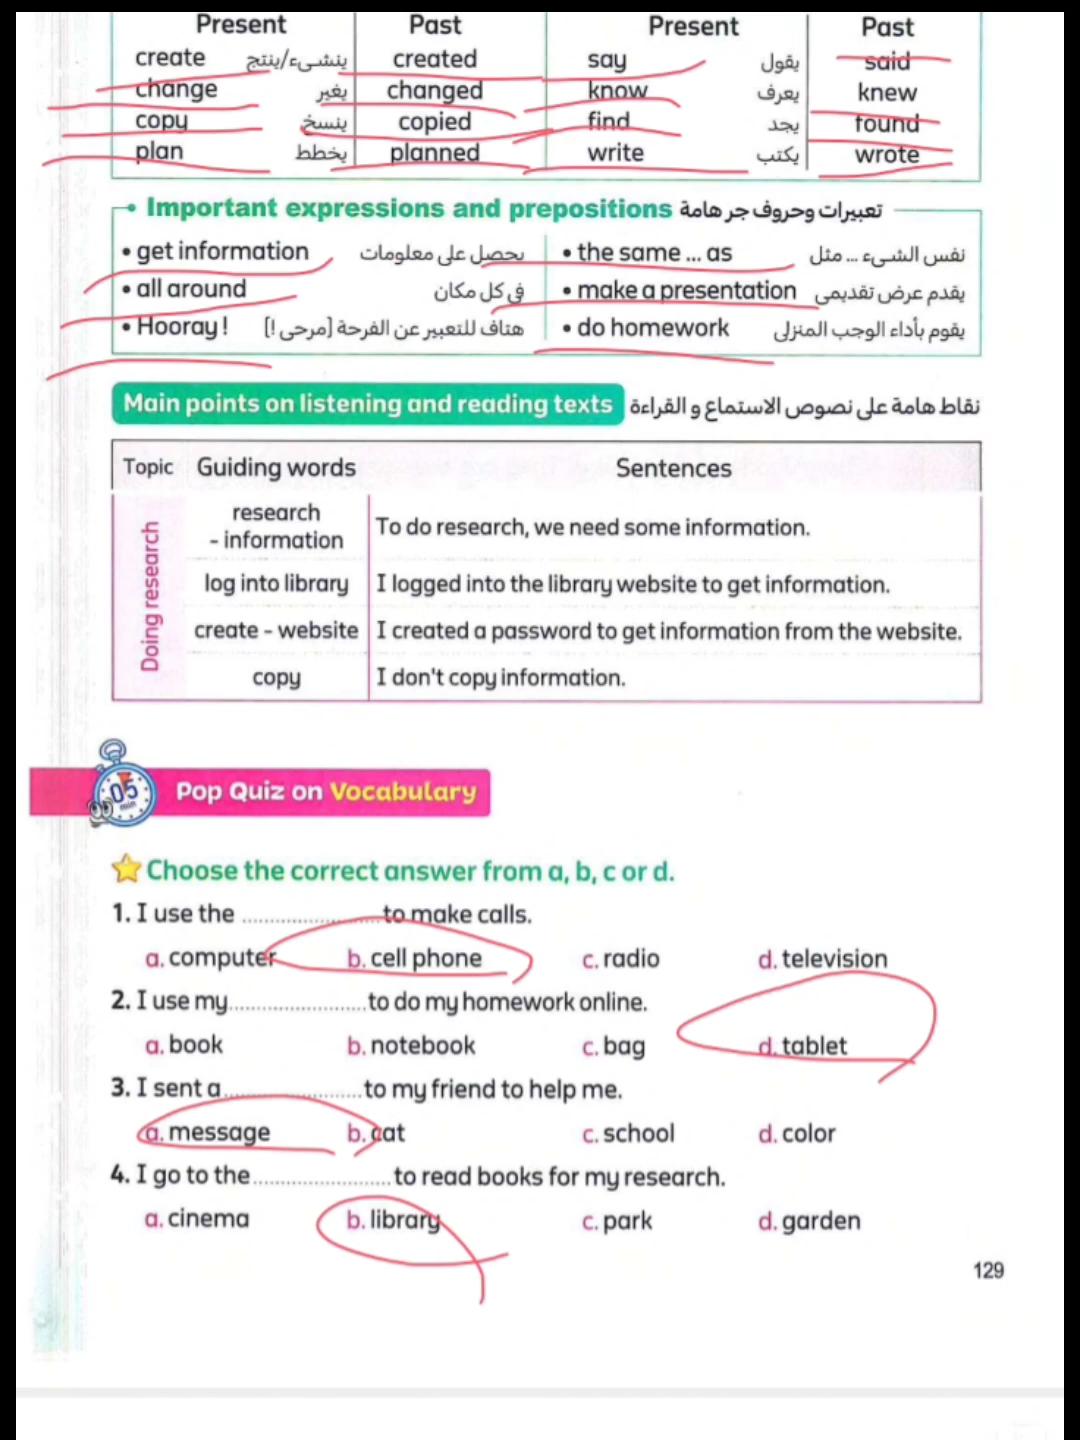 Present Past Present Past
create ينشىء/ينتج created say يقول said
change يغير changed know يعرف knew
copy ينسخ copied find يجد found
plan يخطط planned write يكتب wrote
• Important expressions and prepositions تعبيرات وحروف جر هامة
• get information يحصل على معلومات • the same ... as نفس الشىء ... مثل
• all around فى كل مكان • make a presentation يقدم عرض تقديمى
• Hooray ! هتاف للتعبير عن الفرحة (مرحى !) • do homework يقوم بأداء الوجب المنزلى
Main points on listening and reading texts نقاط هامة على نصوص الاستماع و القراءة
Topic Guiding words Sentences
Doing research
research
- information To do research, we need some information.
log into library I logged into the library website to get information.
create - website I created a password to get information from the website.
copy I don't copy information.
05 min
Pop Quiz on Vocabulary
Choose the correct answer from a, b, c or d.
1. I use the ...................... to make calls.
a. computer b. cell phone c. radio d. television
2. I use my ...................... to do my homework online.
a. book b. notebook c. bag d. tablet
3. I sent a ...................... to my friend to help me.
a. message b. cat c. school d. color
4. I go to the ...................... to read books for my research.
a. cinema b. library c. park d. garden
129